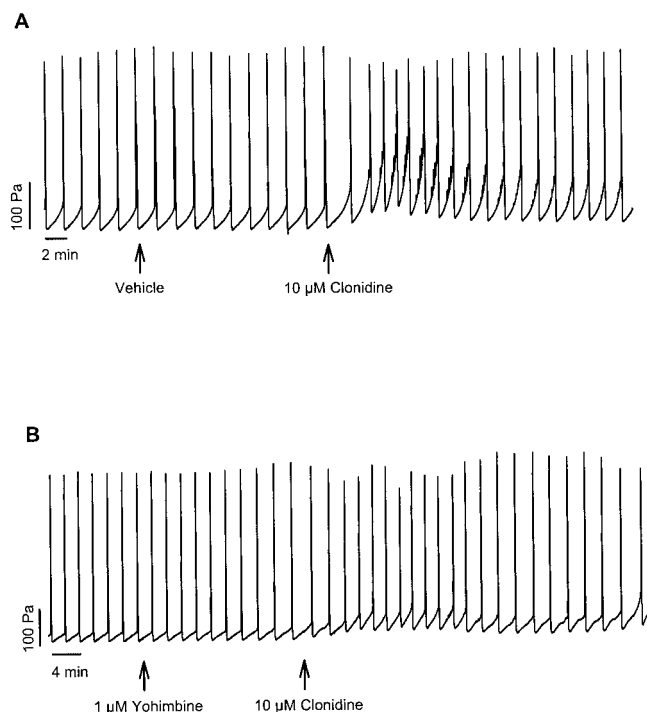 A
100 Pa
2 min
Vehicle
10 µM Clonidine
B
100 Pa
4 min
1 µM Yohimbine
10 µM Clonidine